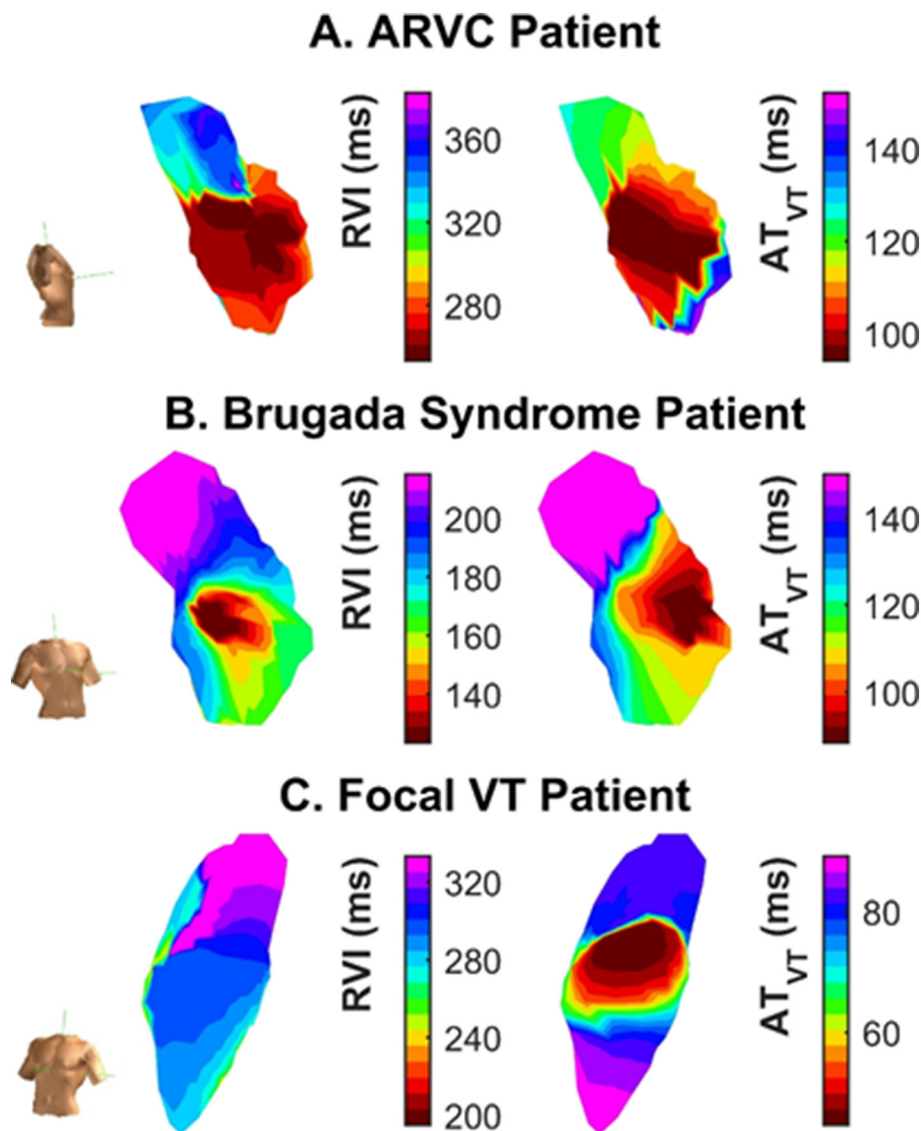 A. ARVC Patient
RVI (ms)
360
320
280
AT_VT (ms)
140
120
100
B. Brugada Syndrome Patient
RVI (ms)
200
180
160
140
AT_VT (ms)
140
120
100
C. Focal VT Patient
RVI (ms)
320
280
240
200
AT_VT (ms)
80
60